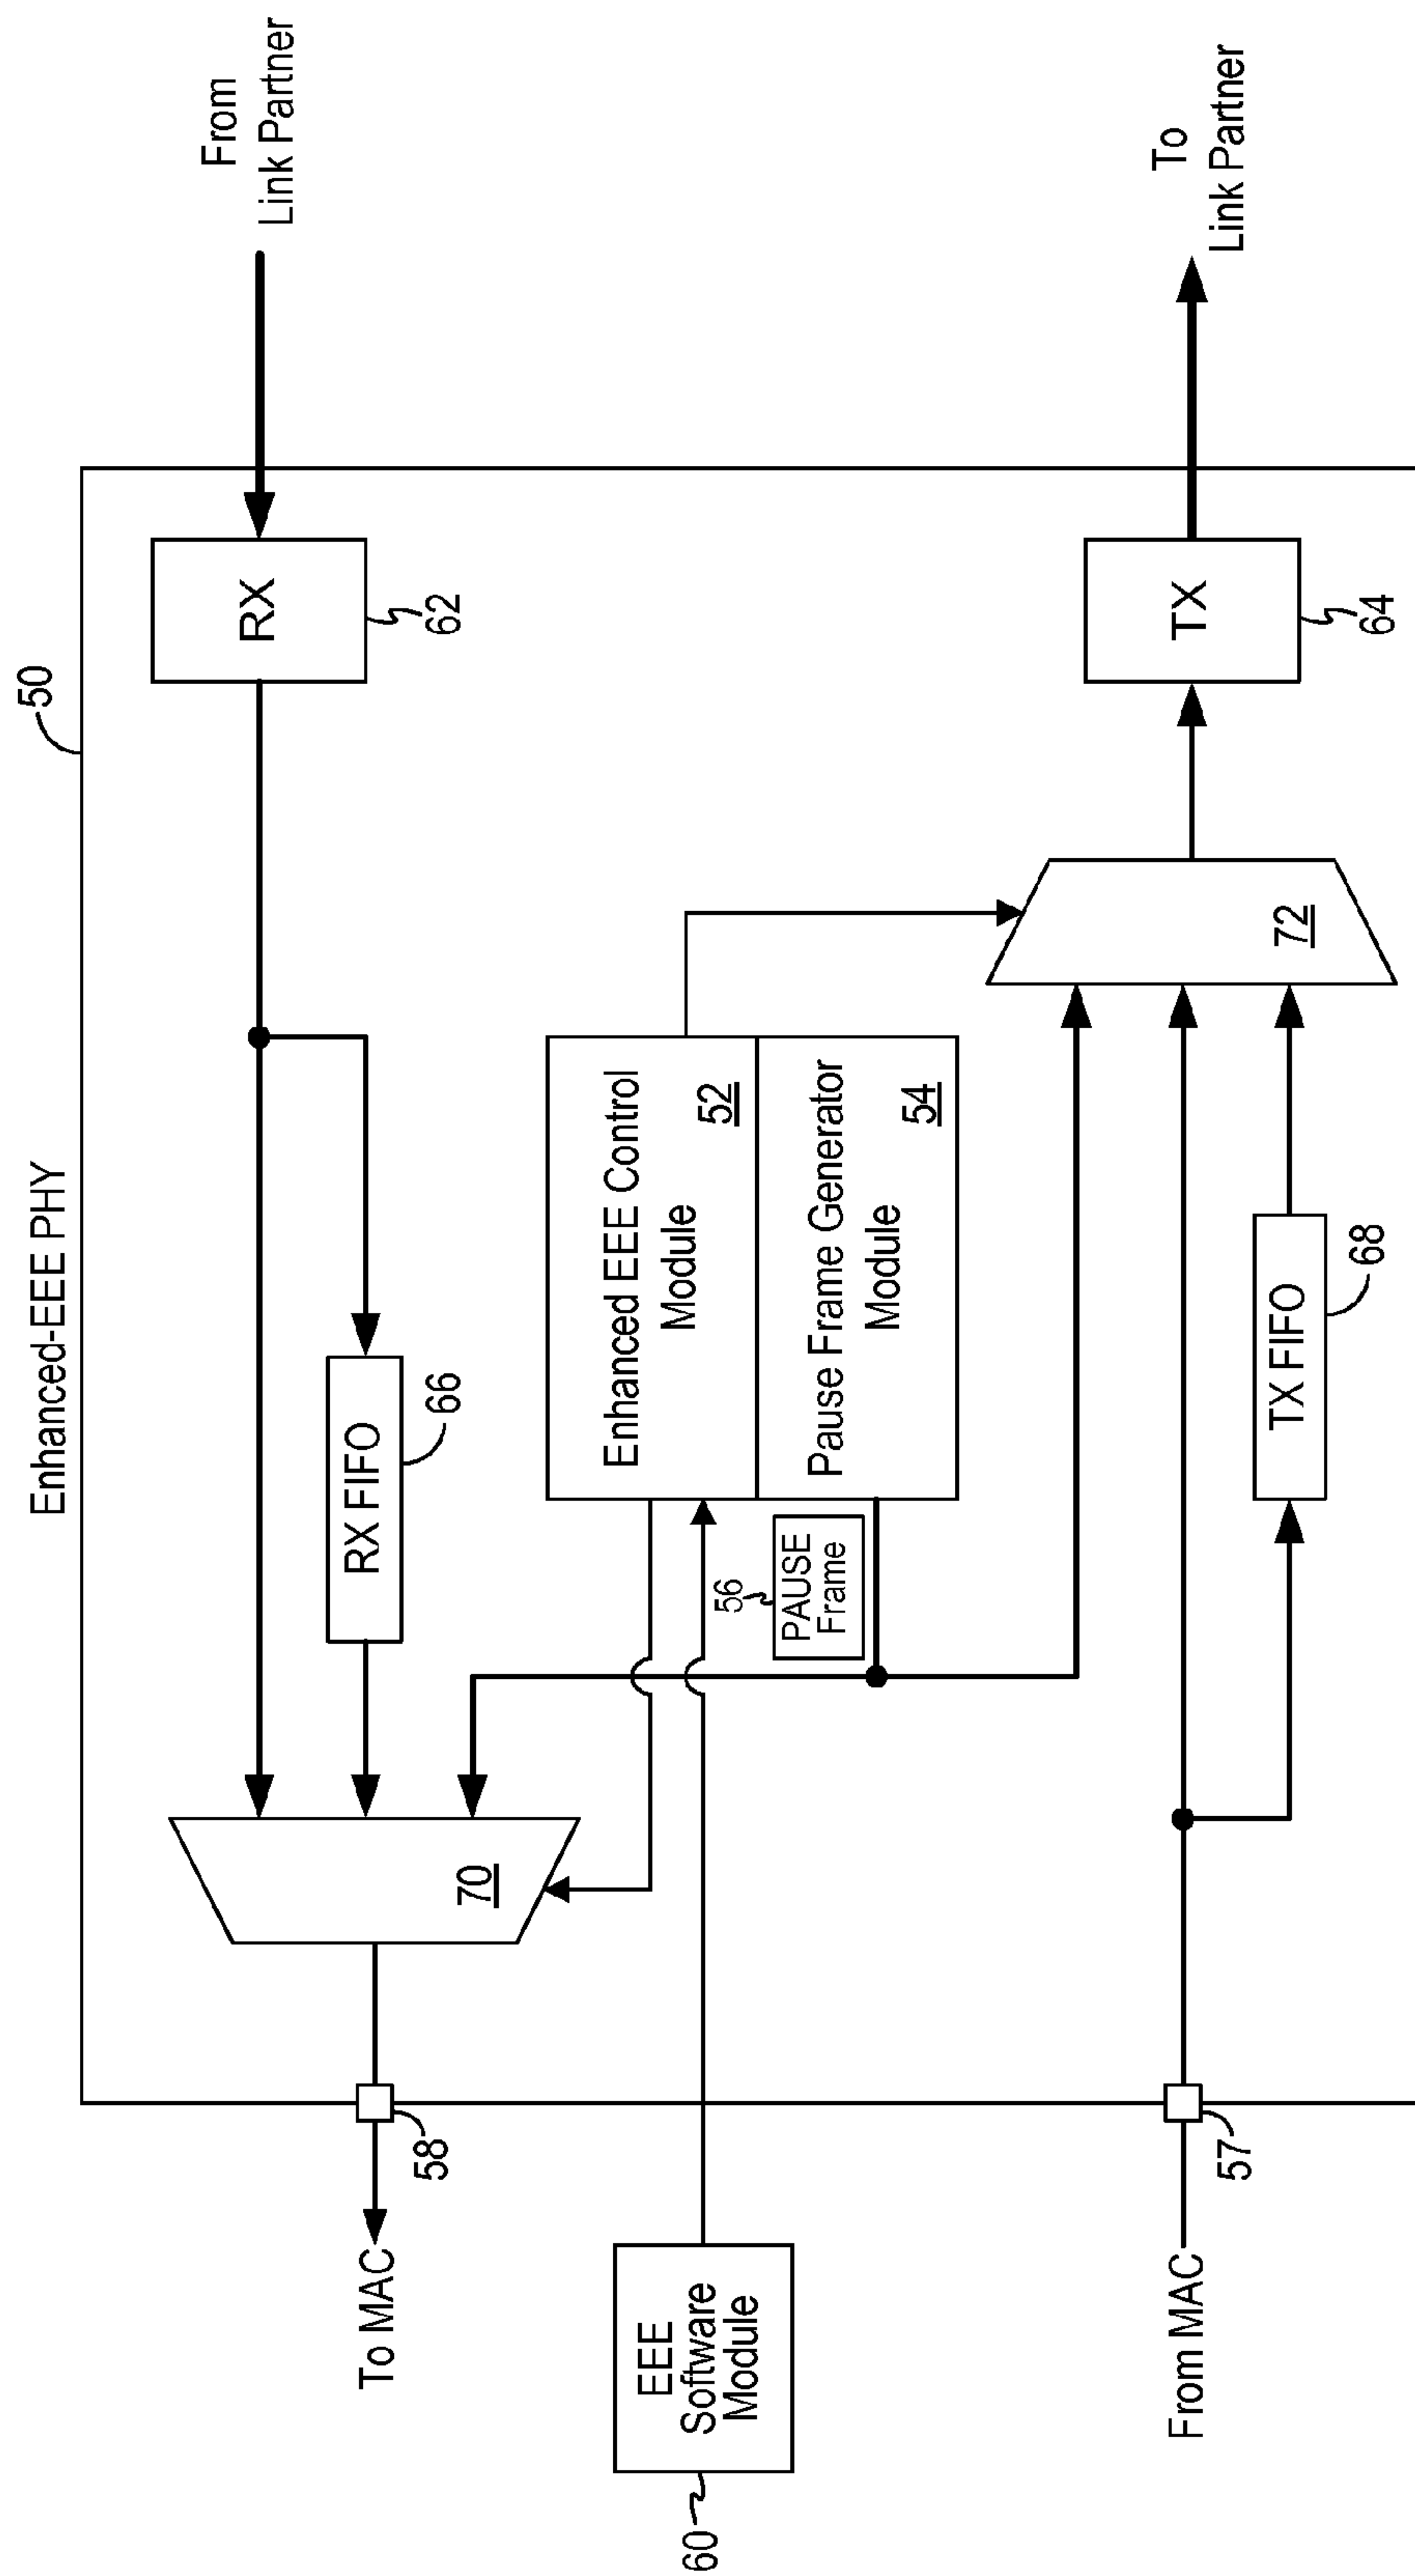 Enhanced-EEE PHY
50
To MAC
58
70
RX FIFO
66
RX
62
From
Link Partner
EEE
Software
Module
60
56
PAUSE
Frame
Enhanced EEE Control
Module
52
Pause Frame Generator
Module
54
From MAC
57
TX FIFO
68
72
TX
64
To
Link Partner